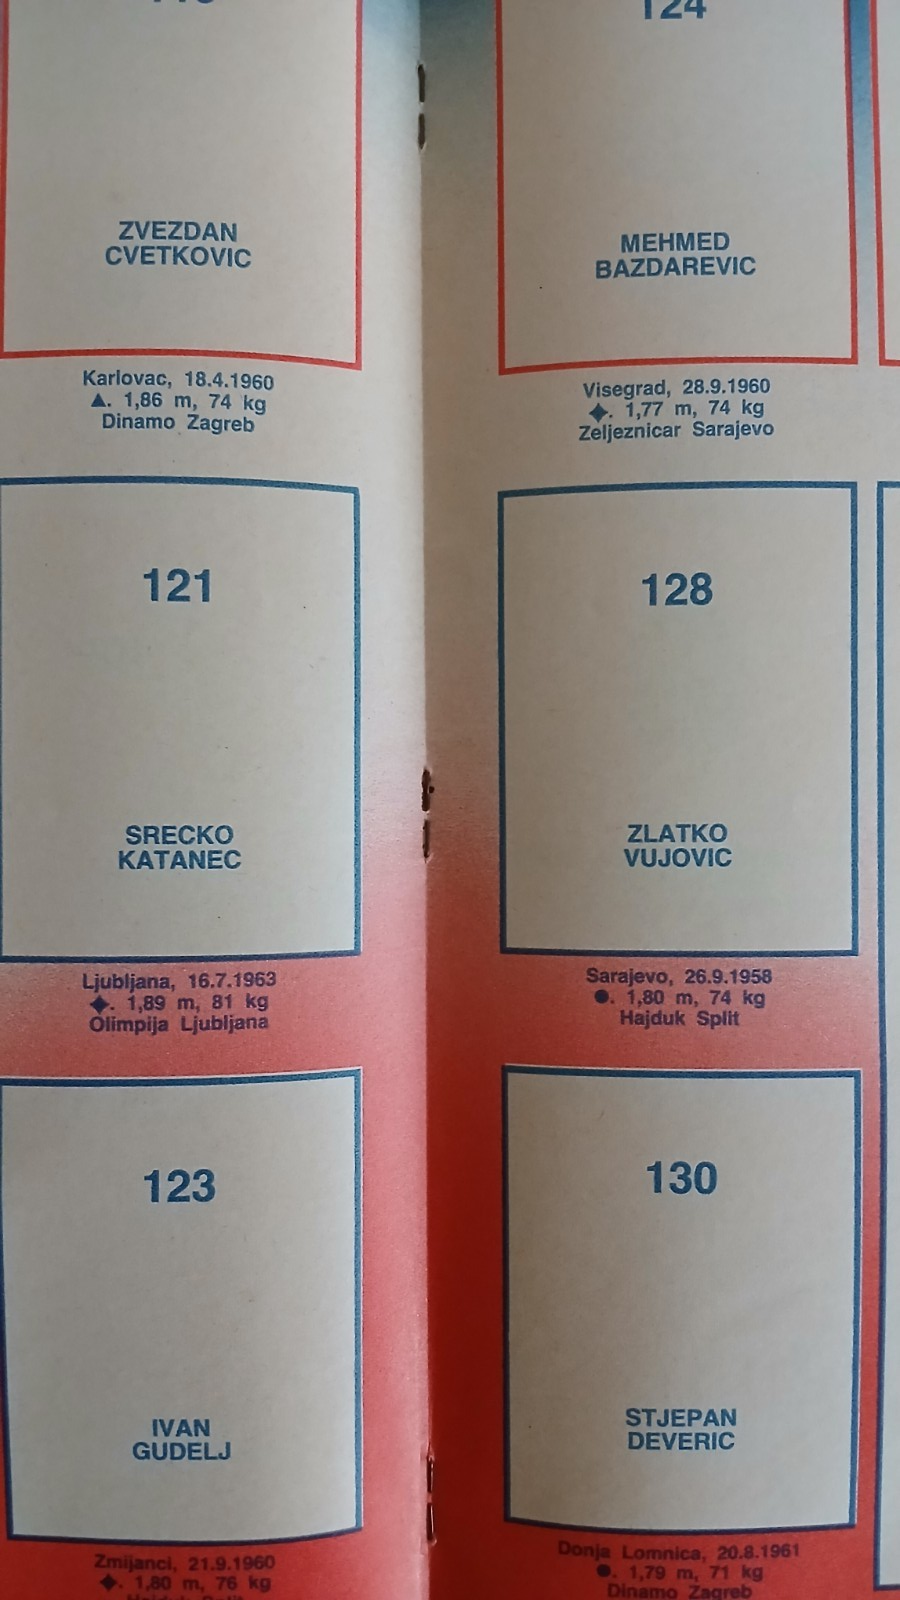 124
ZVEZDAN
CVETKOVIC
Karlovac, 18.4.1960
▲. 1,86 m, 74 kg
Dinamo Zagreb
MEHMED
BAZDAREVIC
Visegrad, 28.9.1960
◆. 1,77 m, 74 kg
Zeljeznicar Sarajevo
121
SRECKO
KATANEC
Ljubljana, 16.7.1963
◆. 1,89 m, 81 kg
Olimpija Ljubljana
128
ZLATKO
VUJOVIC
Sarajevo, 26.9.1958
●. 1,80 m, 74 kg
Hajduk Split
123
IVAN
GUDELJ
Zmijanci, 21.9.1960
◆. 1,80 m, 76 kg
Hajduk Split
130
STJEPAN
DEVERIC
Donja Lomnica, 20.8.1961
●. 1,79 m, 71 kg
Dinamo Zagreb